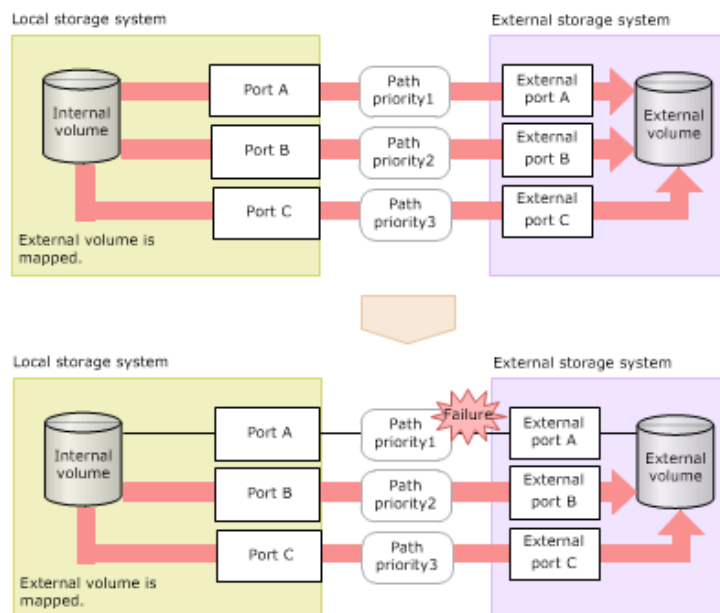 Local storage system
External storage system
Internal
volume
Port A
Path
priority1
External
port A
External
volume
Port B
Path
priority2
External
port B
Port C
Path
priority3
External
port C
External volume is
mapped.
Local storage system
External storage system
Internal
volume
Port A
Path
priority1
Failure
External
port A
External
volume
Port B
Path
priority2
External
port B
Port C
Path
priority3
External
port C
External volume is
mapped.